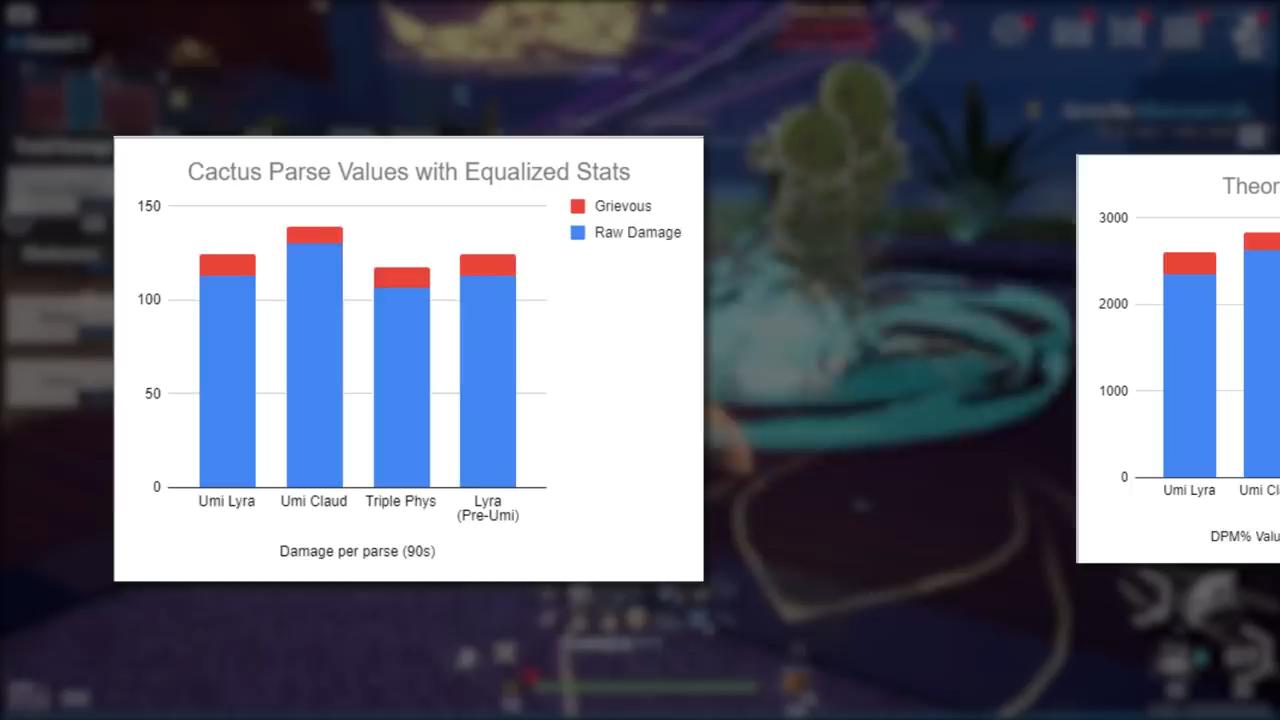 Cactus Parse Values with Equalized Stats
150
100
50
0
Grievous
Raw Damage
Umi Lyra
Umi Claud
Triple Phys
Lyra
(Pre-Umi)
Damage per parse (90s)
Theor
3000
2000
1000
0
Umi Lyra
Umi Cl
DPM% Valu